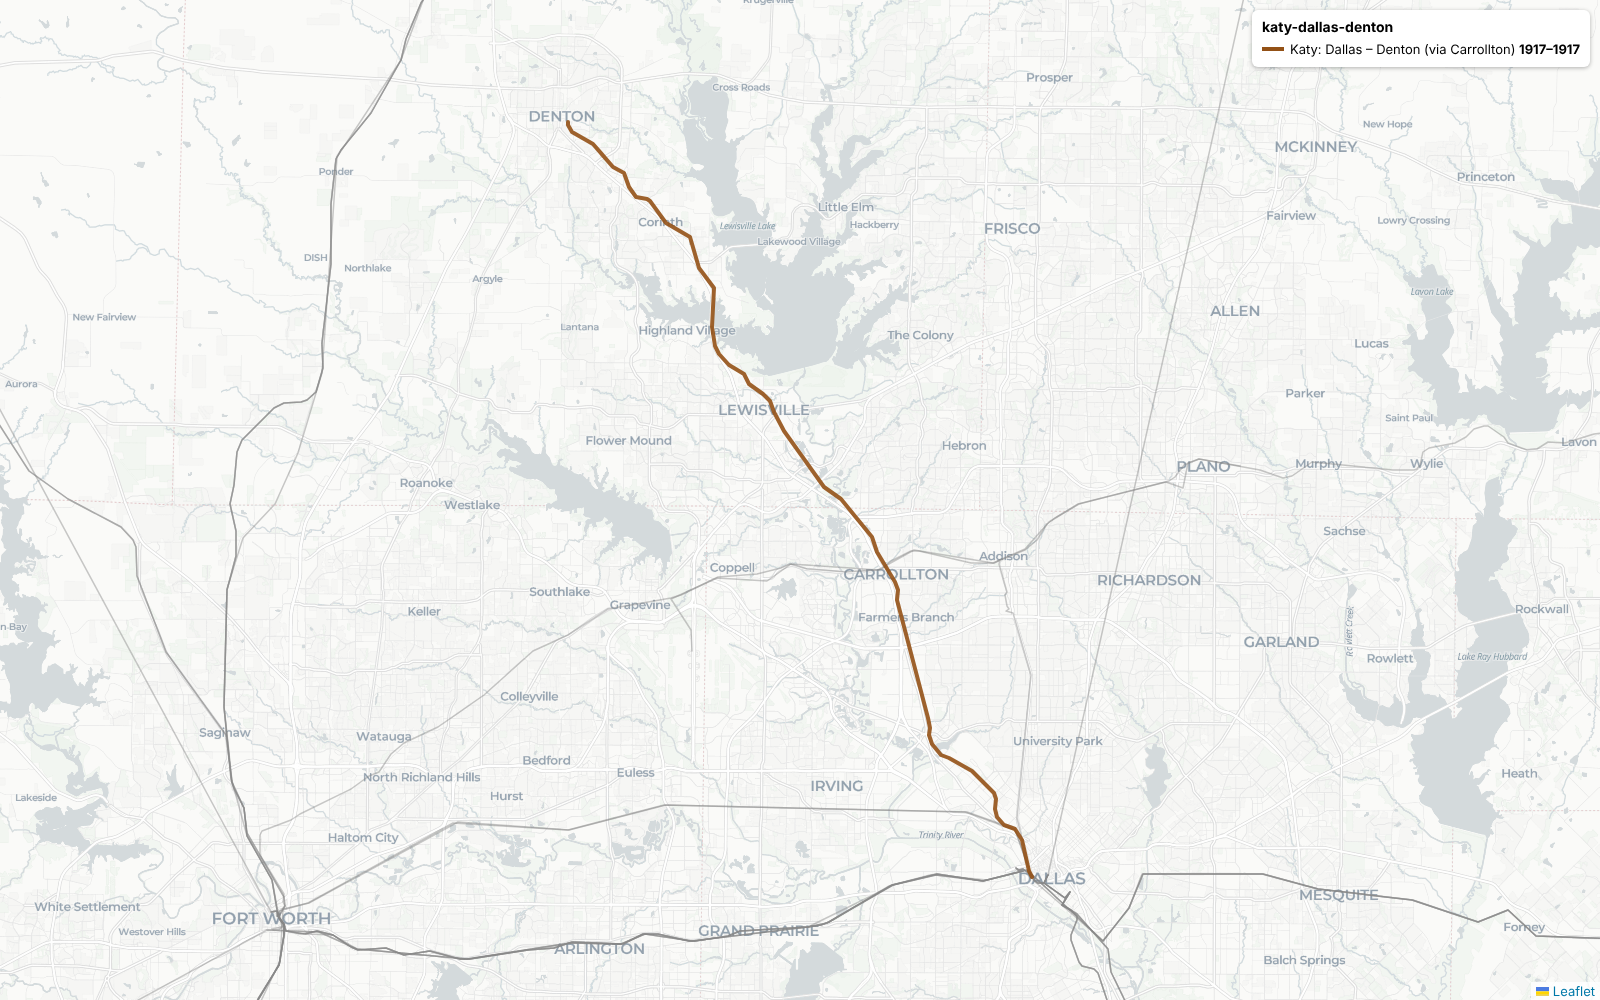 Krugerville
katy-dallas-denton
Katy: Dallas – Denton (via Carrollton) 1917–1917
Prosper
Cross Roads
DENTON
New Hope
MCKINNEY
Ponder
Princeton
Little Elm
Fairview
Lowry Crossing
Corinth
Lewisville Lake
Hackberry
FRISCO
Lakewood Village
DISH
Northlake
Argyle
Lavon Lake
ALLEN
New Fairview
Lantana
Highland Village
The Colony
Lucas
Aurora
Parker
LEWISVILLE
Saint Paul
Flower Mound
Hebron
Lavon
PLANO
Murphy
Wylie
Roanoke
Westlake
Sachse
Addison
Coppell
CARROLLTON
RICHARDSON
Southlake
Grapevine
Keller
Farmers Branch
Rockwall
Rowlett Creek
n Bay
GARLAND
Rowlett
Lake Ray Hubbard
Colleyville
Saginaw
Watauga
University Park
Bedford
Euless
North Richland Hills
Heath
IRVING
Hurst
Lakeside
Haltom City
Trinity River
DALLAS
MESQUITE
White Settlement
FORT WORTH
Westover Hills
GRAND PRAIRIE
Forney
ARLINGTON
Balch Springs
Leaflet